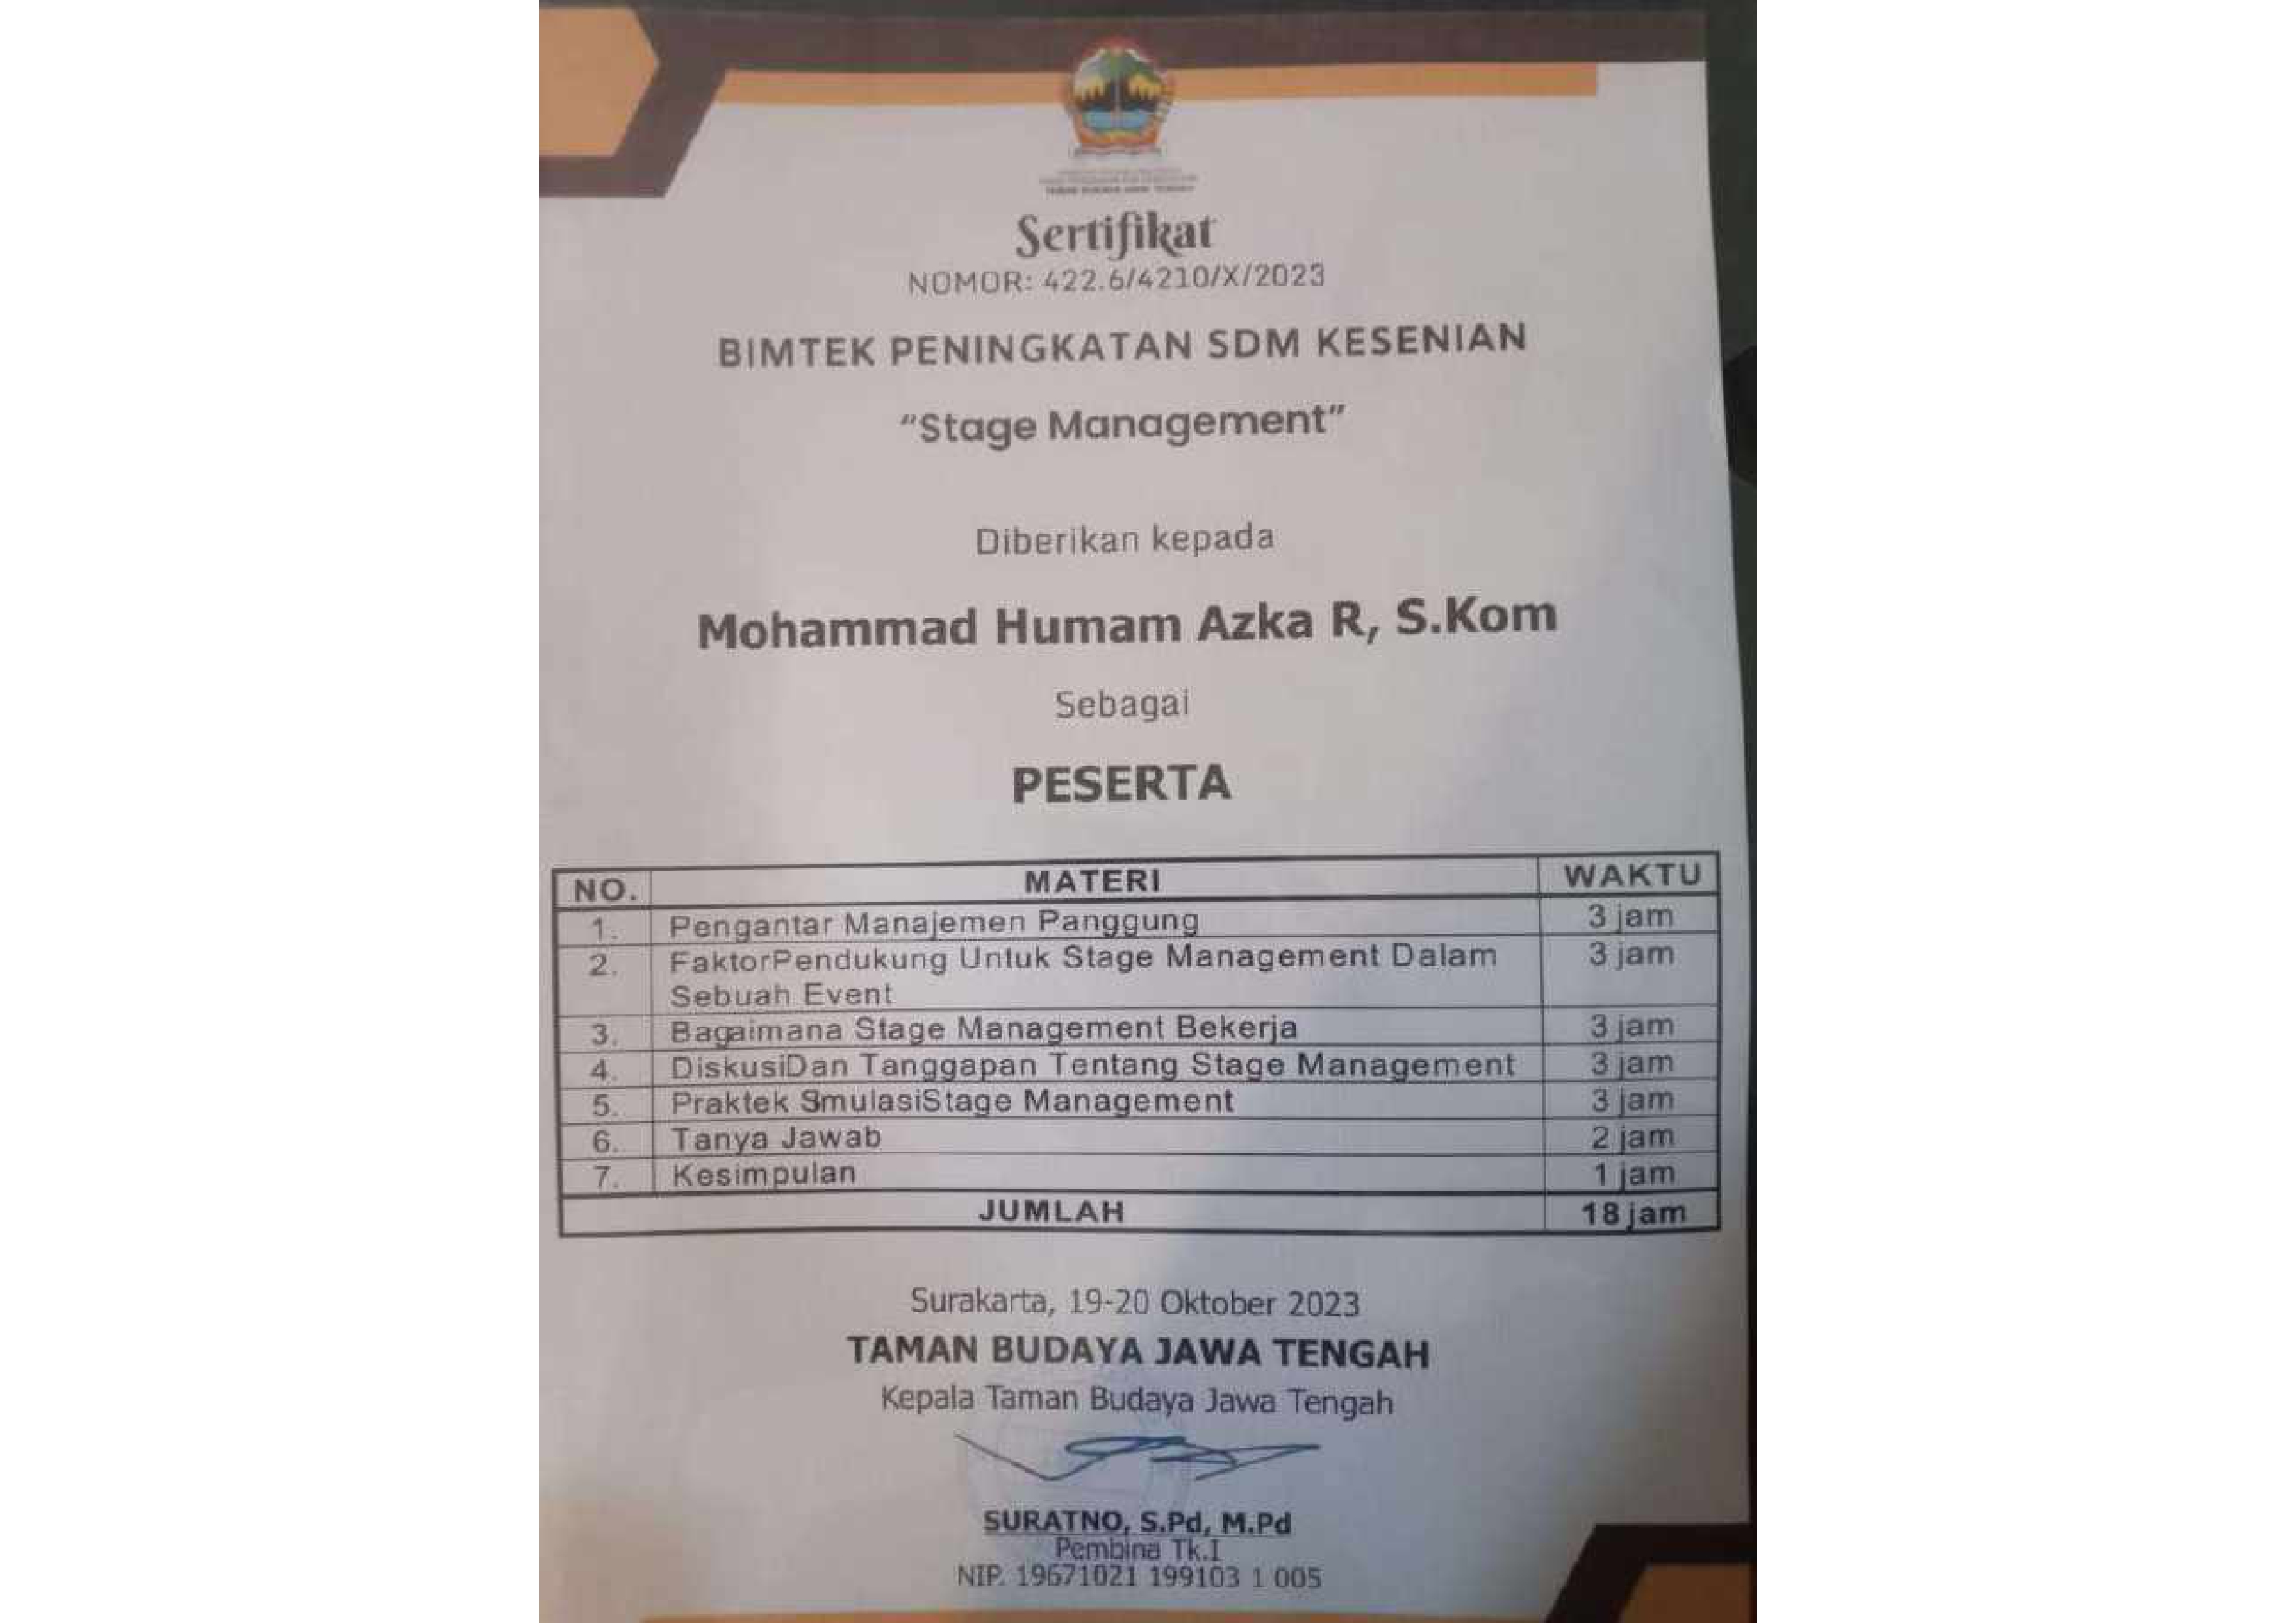 TAMAN BUDAYA JAWA TENGAH
Sertifikat
NOMOR: 422.6/4210/X/2023
BIMTEK PENINGKATAN SDM KESENIAN
"Stage Management"
Diberikan kepada
Mohammad Humam Azka R, S.Kom
Sebagai
PESERTA
NO. MATERI WAKTU
1. Pengantar Manajemen Panggung 3 jam
2. FaktorPendukung Untuk Stage Management Dalam 3 jam
Sebuah Event
3. Bagaimana Stage Management Bekerja 3 jam
4. DiskusiDan Tanggapan Tentang Stage Management 3 jam
5. Praktek SmulasiStage Management 3 jam
6. Tanya Jawab 2 jam
7. Kesimpulan 1 jam
JUMLAH 18 jam
Surakarta, 19-20 Oktober 2023
TAMAN BUDAYA JAWA TENGAH
Kepala Taman Budaya Jawa Tengah
SURATNO, S.Pd, M.Pd
Pembina Tk.I
NIP. 19671021 199103 1 005